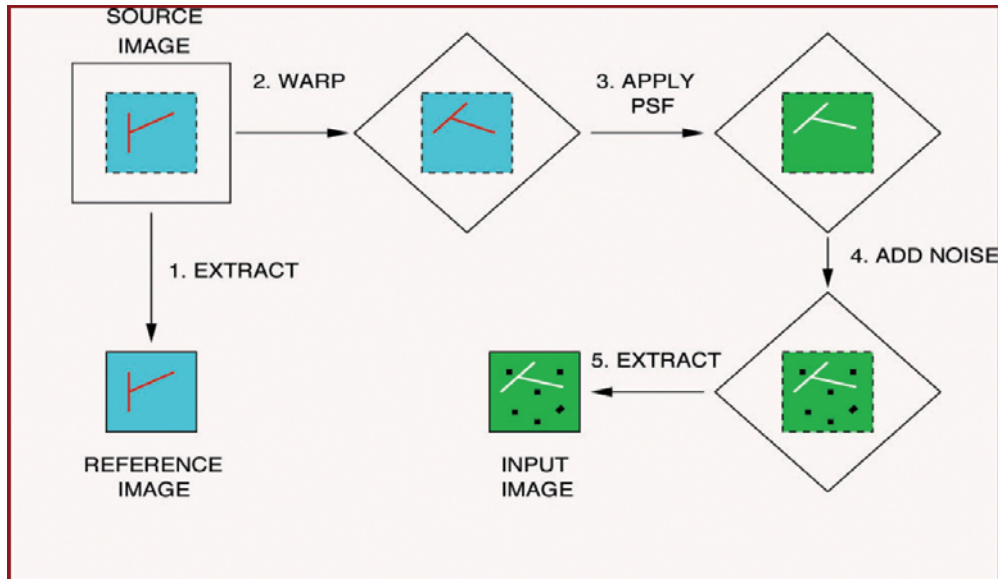 SOURCE
IMAGE
2. WARP
3. APPLY
PSF
1. EXTRACT
4. ADD NOISE
5. EXTRACT
REFERENCE
IMAGE
INPUT
IMAGE